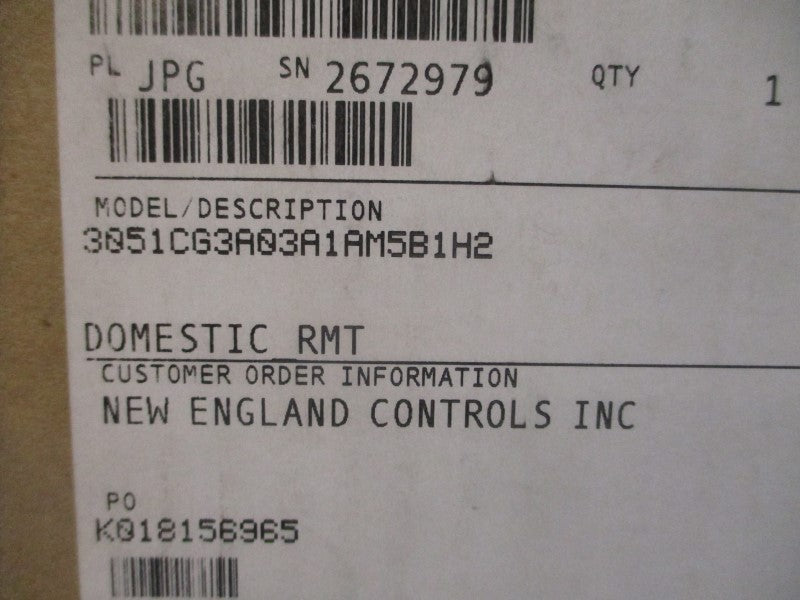 PL JPG SN 2672979 QTY 1
MODEL/DESCRIPTION
3051CG3A03A1AM5B1H2
DOMESTIC RMT
CUSTOMER ORDER INFORMATION
NEW ENGLAND CONTROLS INC
PO
K018156965